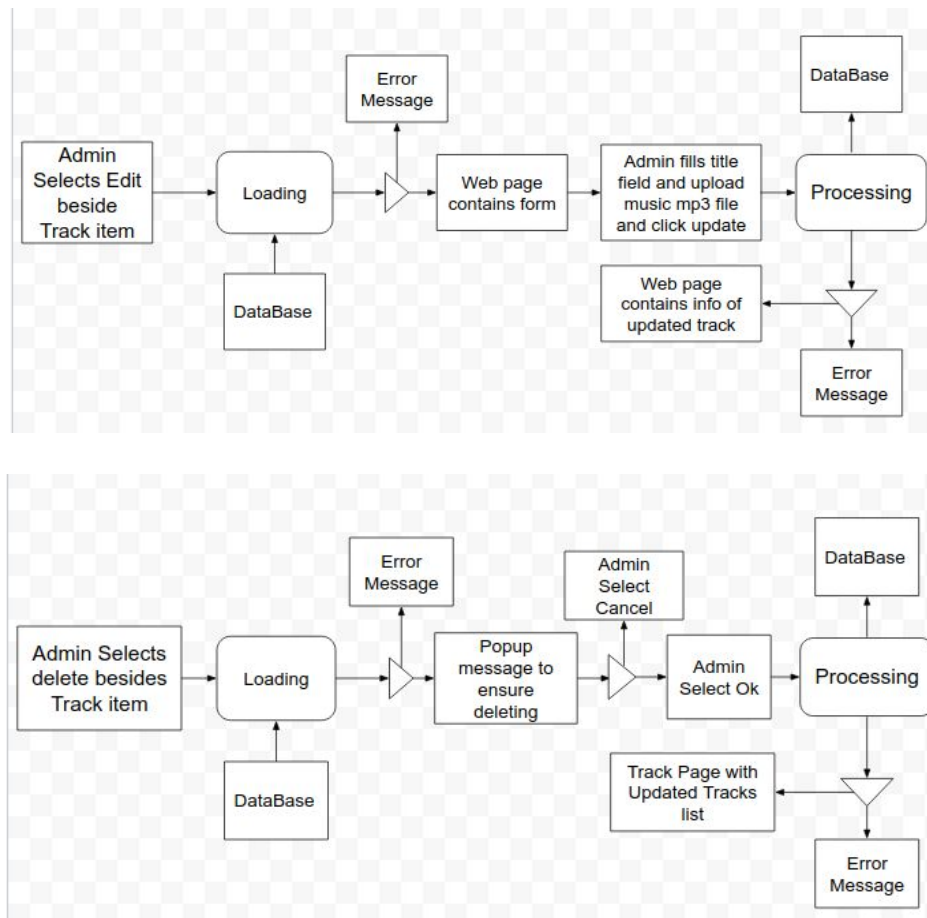 Error
Message
DataBase
Admin
Selects Edit
beside
Track item
Loading
Web page
contains form
Admin fills title
field and upload
music mp3 file
and click update
Processing
DataBase
Web page
contains info of
updated track
Error
Message
Error
Message
Admin
Select
Cancel
DataBase
Admin Selects
delete besides
Track item
Loading
Popup
message to
ensure
deleting
Admin
Select Ok
Processing
DataBase
Track Page with
Updated Tracks
list
Error
Message